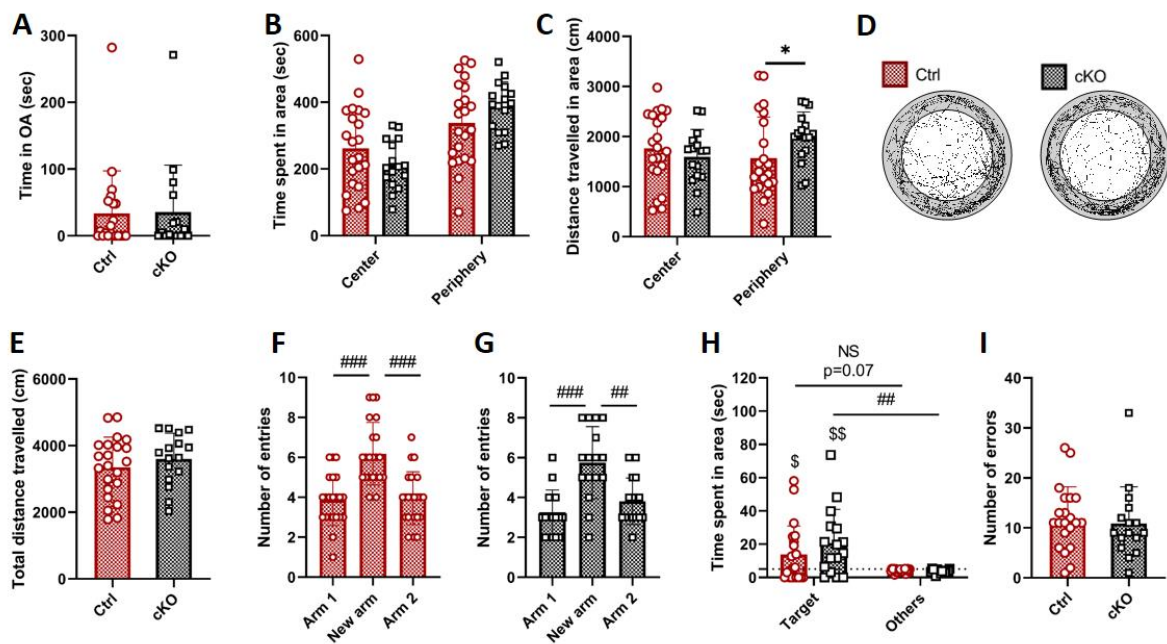 A
Time in OA (sec)
300
200
100
0
Ctrl
cKO
B
Time spent in area (sec)
600
400
200
0
Center
Periphery
C
Distance travelled in area (cm)
4000
3000
2000
1000
0
*
Center
Periphery
D
Ctrl
cKO
E
Total distance travelled (cm)
6000
4000
2000
0
Ctrl
cKO
F
Number of entries
10
8
6
4
2
0
### ###
Arm 1
New arm
Arm 2
G
Number of entries
10
8
6
4
2
0
### ##
Arm 1
New arm
Arm 2
H
Time spent in area (sec)
120
100
80
60
40
20
0
NS
p=0.07
##
$
$$
Target
Others
I
Number of errors
40
30
20
10
0
Ctrl
cKO